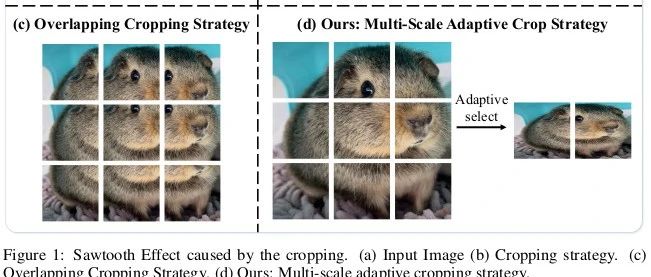 (c) Overlapping Cropping Strategy
(d) Ours: Multi-Scale Adaptive Crop Strategy
Adaptive
select
Figure 1: Sawtooth Effect caused by the cropping. (a) Input Image (b) Cropping strategy. (c)
Overlapping Cropping Strategy. (d) Ours: Multi-scale adaptive cropping strategy.